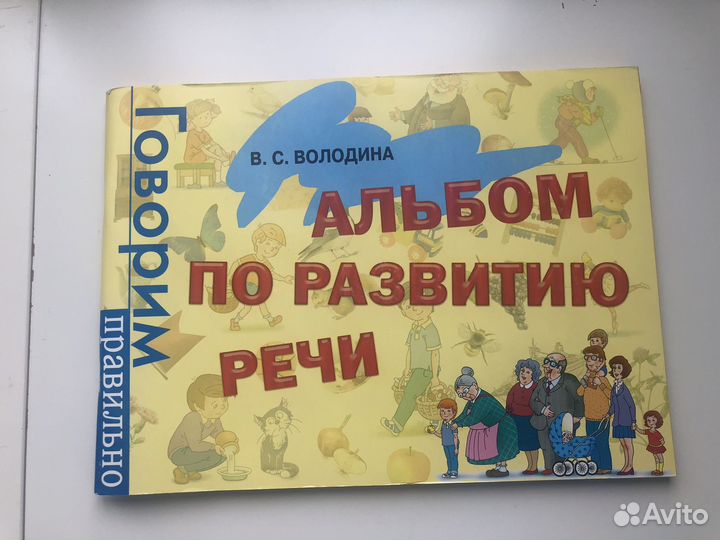 Говорим
правильно
В. С. ВОЛОДИНА
АЛЬБОМ
ПО РАЗВИТИЮ
РЕЧИ
Avito